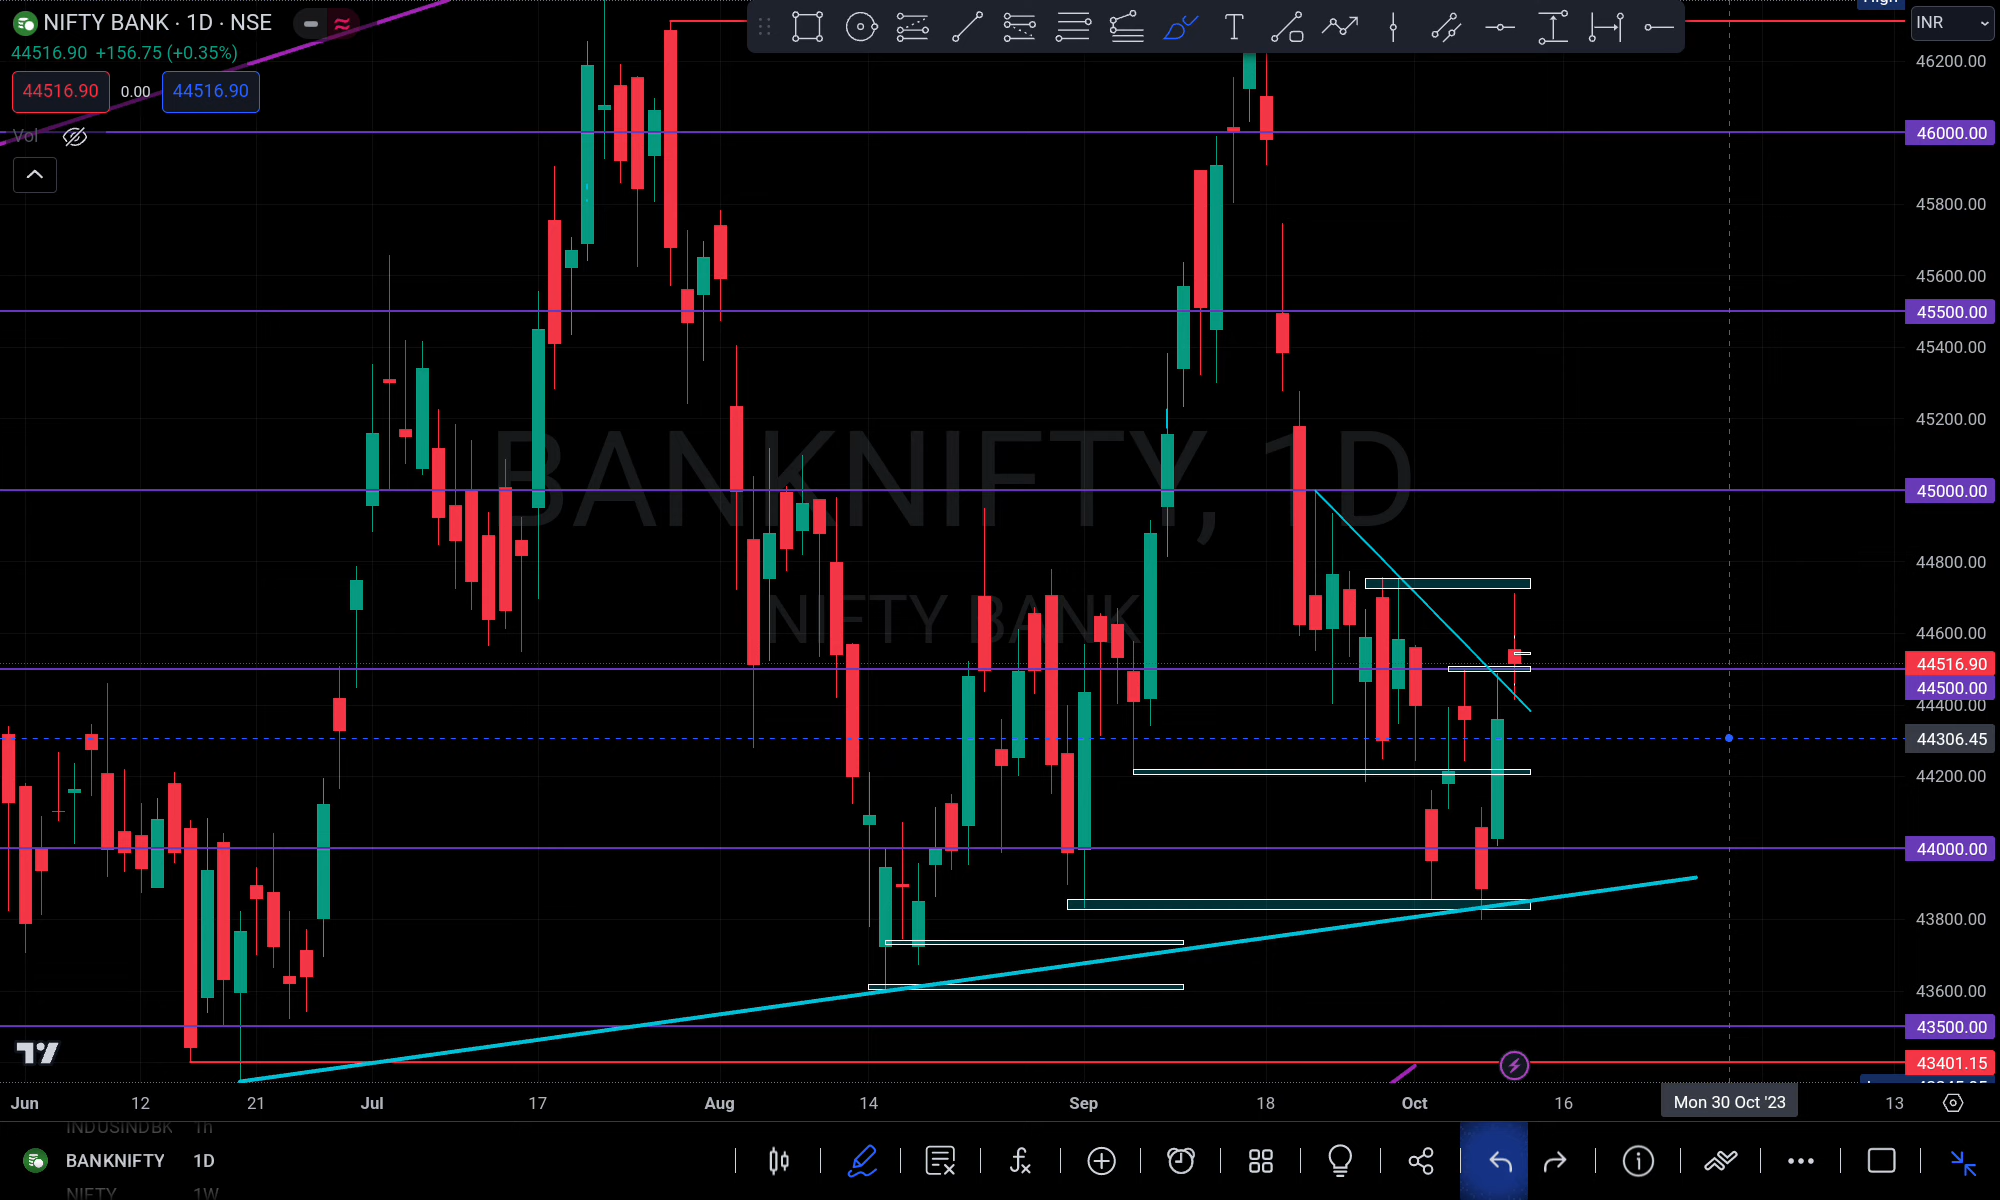 High
NIFTY BANK · 1D · NSE
INR
44516.90 +156.75 (+0.35%)
44516.90 0.00 44516.90
Vol
BANKNIFTY, 1D
NIFTY BANK
46200.00
46000.00
45800.00
45600.00
45500.00
45400.00
45200.00
45000.00
44800.00
44600.00
44516.90
44500.00
44400.00
44306.45
44200.00
44000.00
43800.00
43600.00
43500.00
43401.15
Jun 12 21 Jul 17 Aug 14 Sep 18 Oct 16 Mon 30 Oct '23 13
INDUSINDBK 1h
BANKNIFTY 1D
NIFTY 1W